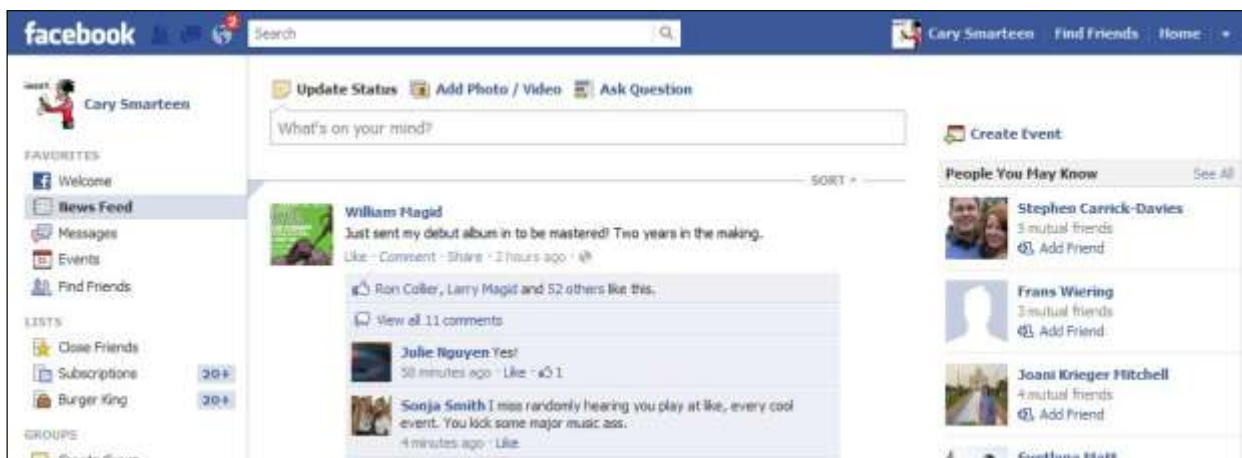 facebook
2
Search
Cary Smarteen Find Friends Home
Cary Smarteen
FAVORITES
Welcome
News Feed
Messages
Events
Find Friends
LISTS
Close Friends
Subscriptions 20+
Burger King 20+
GROUPS
Create Group
Update Status Add Photo / Video Ask Question
What's on your mind?
SORT
William Magid
Just sent my debut album in to be mastered! Two years in the making.
Like · Comment · Share · 2 hours ago ·
Ron Coller, Larry Magid and 52 others like this.
View all 11 comments
Julie Nguyen Yes!
58 minutes ago · Like · 1
Sonja Smith I miss randomly hearing you play at like, every cool
event. You kick some major music ass.
4 minutes ago · Like
Create Event
People You May Know See All
Stephen Carrick-Davies
5 mutual friends
Add Friend
Frans Wiering
3 mutual friends
Add Friend
Joani Krieger Mitchell
4 mutual friends
Add Friend